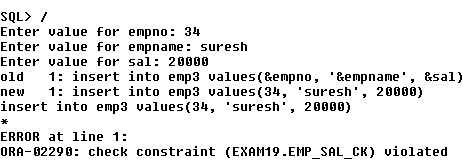 SQL> /
Enter value for empno: 34
Enter value for empname: suresh
Enter value for sal: 20000
old   1: insert into emp3 values(&empno, '&empname', &sal)
new   1: insert into emp3 values(34, 'suresh', 20000)
insert into emp3 values(34, 'suresh', 20000)
*
ERROR at line 1:
ORA-02290: check constraint (EXAM19.EMP_SAL_CK) violated